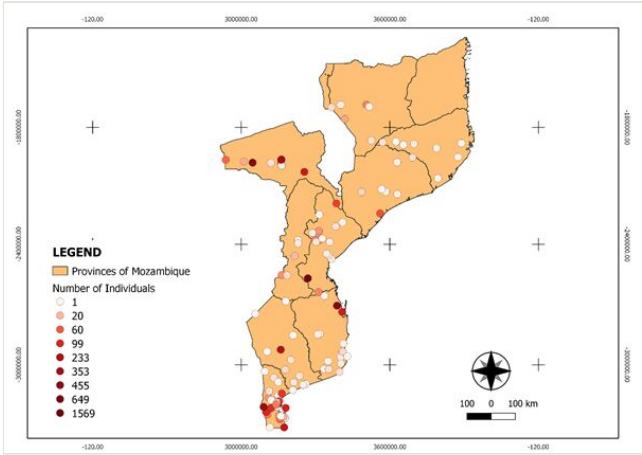 -120.00 3000000.00 3600000.00 -120.00
-1800000.00 -1800000.00
-2400000.00 -2400000.00
-3000000.00 -3000000.00
LEGEND
Provinces of Mozambique
Number of Individuals
1
20
60
99
233
353
455
649
1569
100 0 100 km
-120.00 3000000.00 3600000.00 -120.00